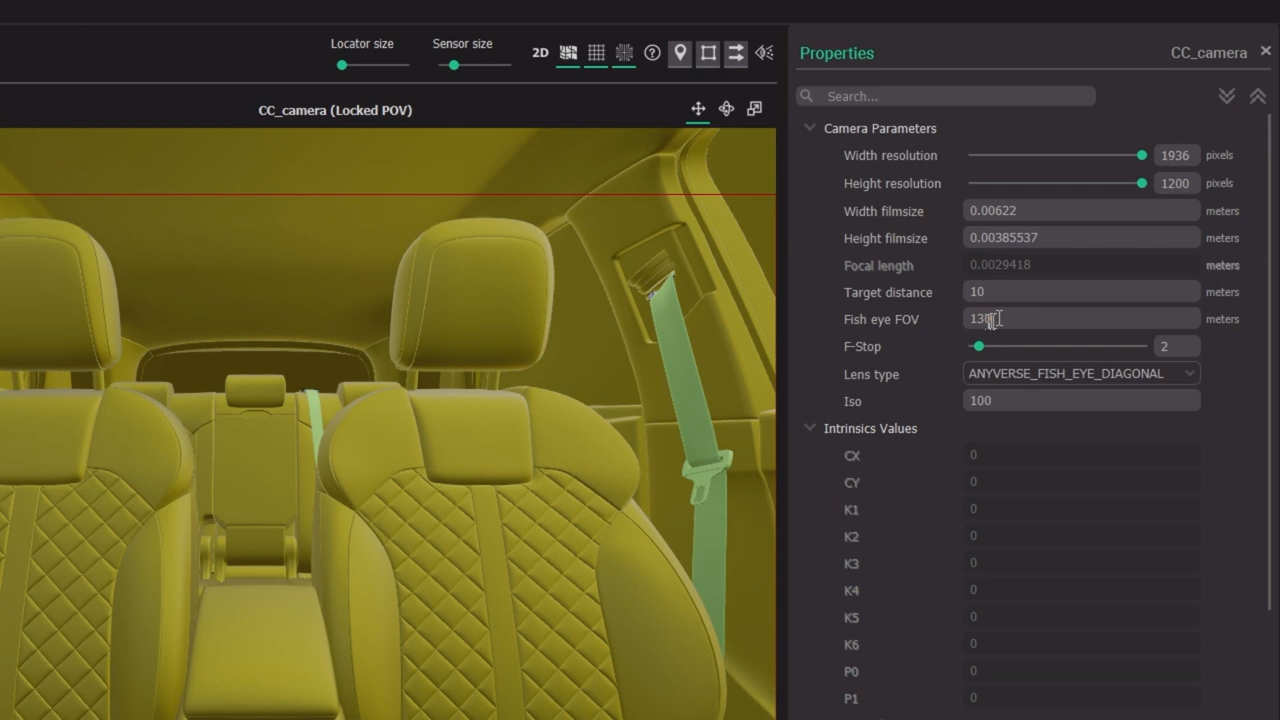 Locator size
Sensor size
2D
Properties
CC_camera
CC_camera (Locked POV)
Search...
Camera Parameters
Width resolution 1936 pixels
Height resolution 1200 pixels
Width filmsize 0.00622 meters
Height filmsize 0.00385537 meters
Focal length 0.0029418 meters
Target distance 10 meters
Fish eye FOV meters
F-Stop 2
Lens type ANYVERSE_FISH_EYE_DIAGONAL
Iso 100
Intrinsics Values
CX 0
CY 0
K1 0
K2 0
K3 0
K4 0
K5 0
K6 0
P0 0
P1 0